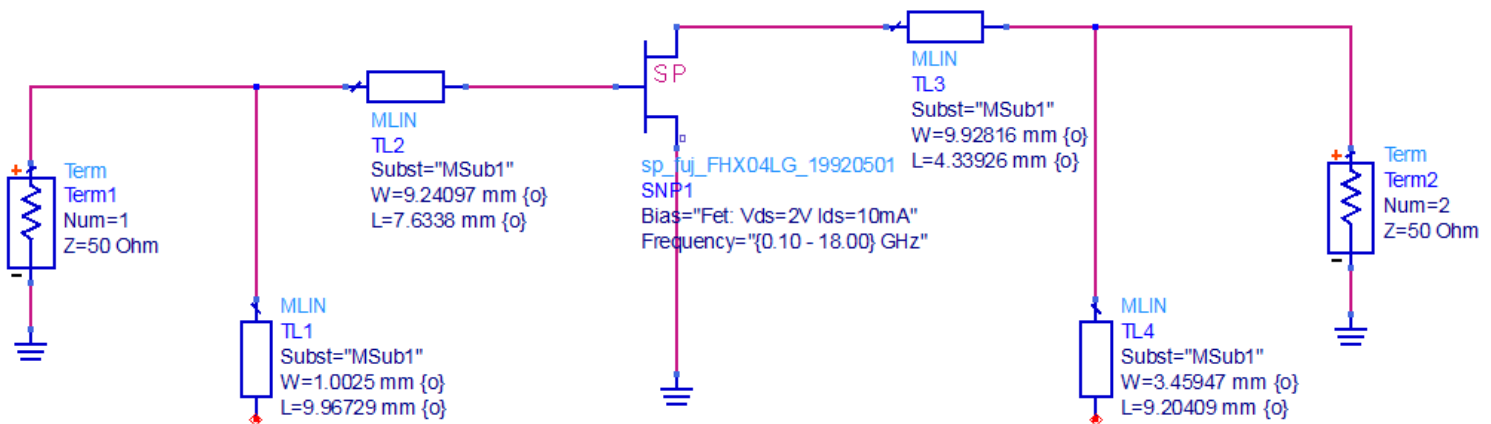 Term
Term1
Num=1
Z=50 Ohm
+
-
MLIN
TL2
Subst="MSub1"
W=9.24097 mm {o}
L=7.6338 mm {o}
MLIN
TL1
Subst="MSub1"
W=1.0025 mm {o}
L=9.96729 mm {o}
SP
sp_fuj_FHX04LG_19920501
SNP1
Bias="Fet: Vds=2V Ids=10mA"
Frequency="{0.10 - 18.00} GHz"
MLIN
TL3
Subst="MSub1"
W=9.92816 mm {o}
L=4.33926 mm {o}
MLIN
TL4
Subst="MSub1"
W=3.45947 mm {o}
L=9.20409 mm {o}
+
-
Term
Term2
Num=2
Z=50 Ohm